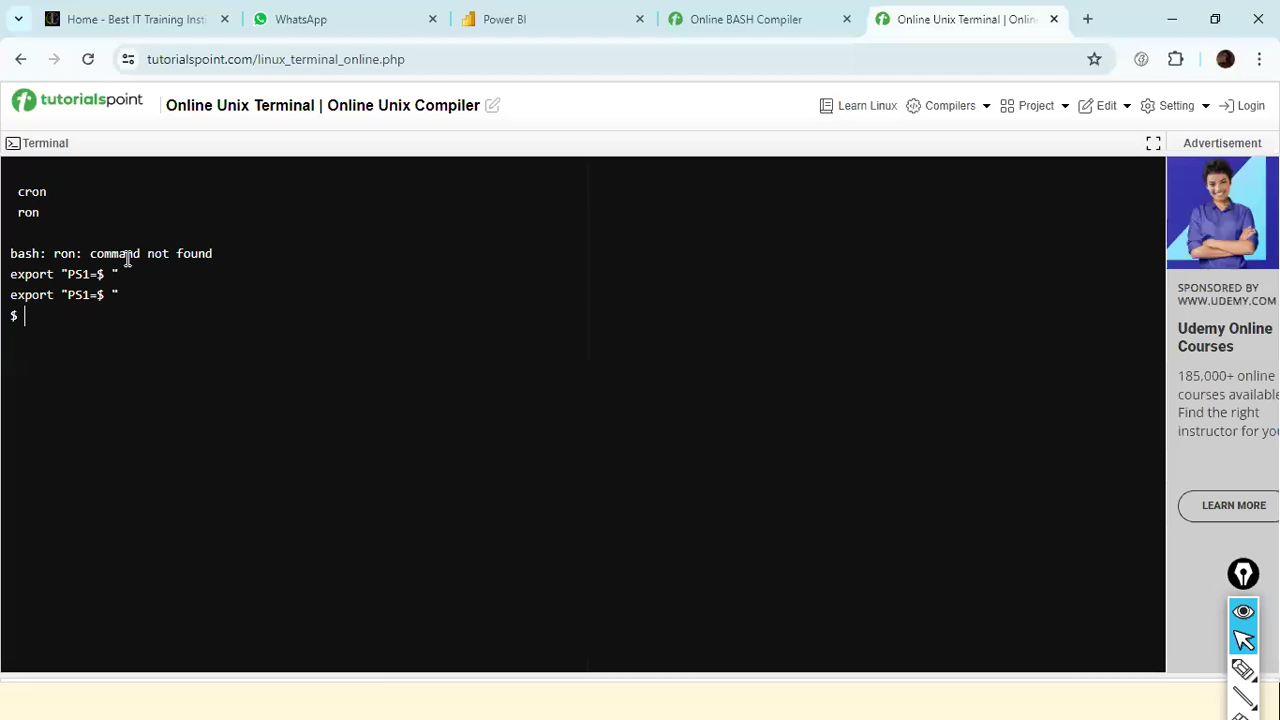 Home - Best IT Training Inst
WhatsApp
Power BI
Online BASH Compiler
Online Unix Terminal | Onlin
tutorialspoint.com/linux_terminal_online.php
tutorialspoint
Online Unix Terminal | Online Unix Compiler
Learn Linux
Compilers
Project
Edit
Setting
Login
Terminal
Advertisement
cron
ron
bash: ron: command not found
export "PS1=$ "
export "PS1=$ "
$
SPONSORED BY
WWW.UDEMY.COM
Udemy Online
Courses
185,000+ online
courses available
Find the right
instructor for yo
LEARN MORE